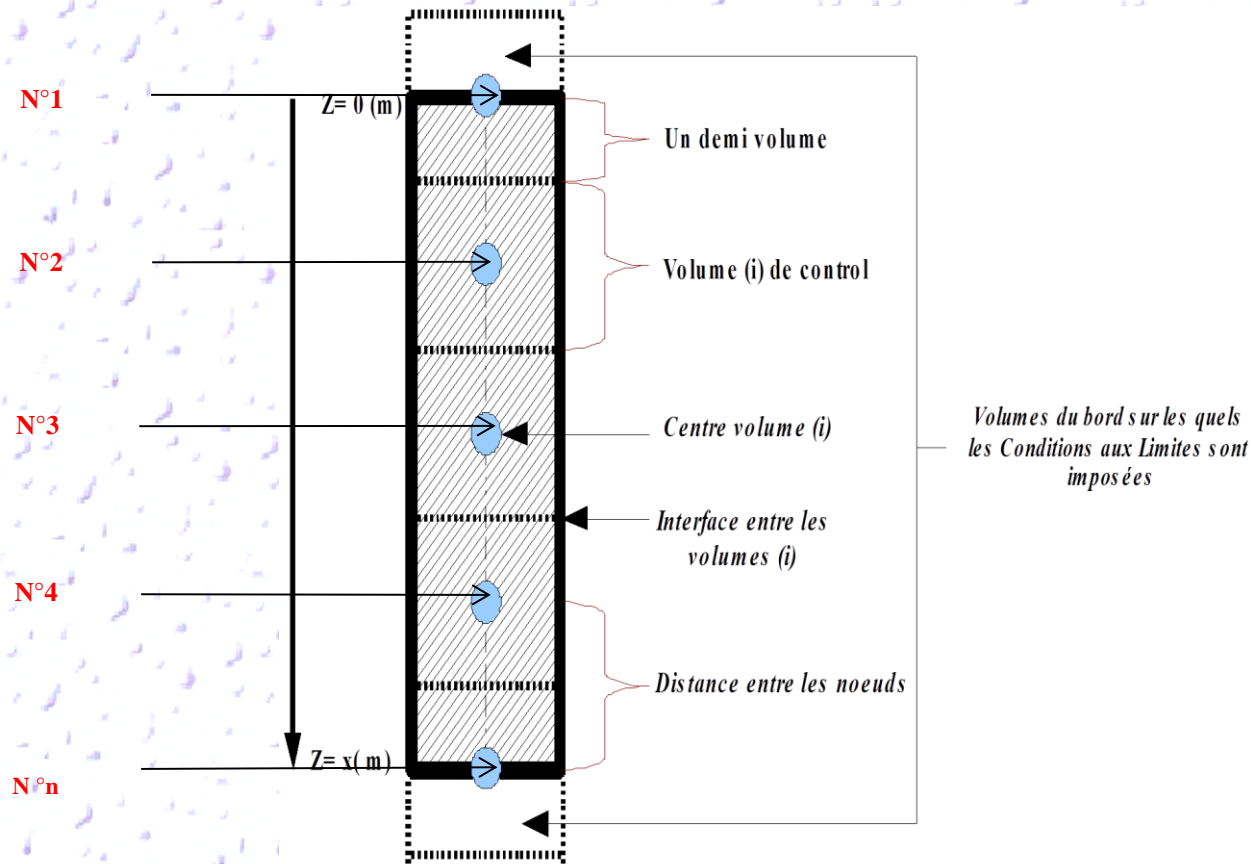 N°1
Z= 0 (m)
Un demi volume
N°2
Volume (i) de control
N°3
Centre volume (i)
Volumes du bord sur les quels
les Conditions aux Limites sont
imposées
Interface entre les
volumes (i)
N°4
Distance entre les noeuds
Z= x( m)
N °n